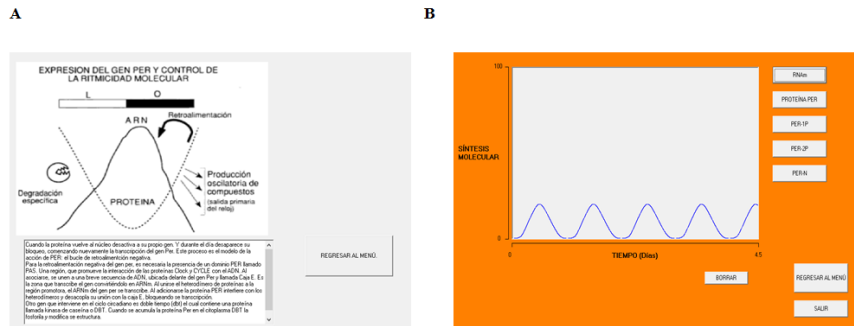 A
B
EXPRESION DEL GEN PER Y CONTROL DE
LA RITMICIDAD MOLECULAR
L
O
ARN
Retroalimentación
Degradación
específica
PROTEINA
Producción
oscilatoria de
compuestos
(salida primaria
del reloj)
Cuando la proteína vuelve al núcleo desactiva a su propio gen. Y durante el día desaparece su
bloqueo, comenzando nuevamente la transcripción del gen Per. Este proceso es el modelo de la
acción de PER: el bucle de retroalimentación negativa.
Para la retroalimentación negativa del gen per, es necesaria la presencia de un dominio PER llamado
PAS. Una región, que promueve la interacción de las proteínas Clock y CYCLE con el ADN. Al
asociarse, se unen a una breve secuencia de ADN, ubicada delante del gen Per y llamada Caja E. Es
la zona que transcribe el gen convirtiéndolo en ARNm. Al unirse el heterodímero de proteínas a la
región promotora, el ARNm del gen per se transcribe. Al adicionarse la proteína PER interfiere con los
heterodímeros y desacopla su unión con la caja E, bloqueando se transcripción.
Otro gen que interviene en el ciclo circadiano es doble tiempo (dbt) el cual contiene una proteína
llamada kinasa de caseína o DBT. Cuando se acumula la proteína Per en el citoplasma DBT la
fosforila y modifica se estructura.
REGRESAR AL MENÚ.
100
SÍNTESIS
MOLECULAR
0
0
TIEMPO (Días)
4.5
RNAm
PROTEÍNA PER
PER-1P
PER-2P
PER-N
BORRAR
REGRESAR AL MENÚ
SALIR